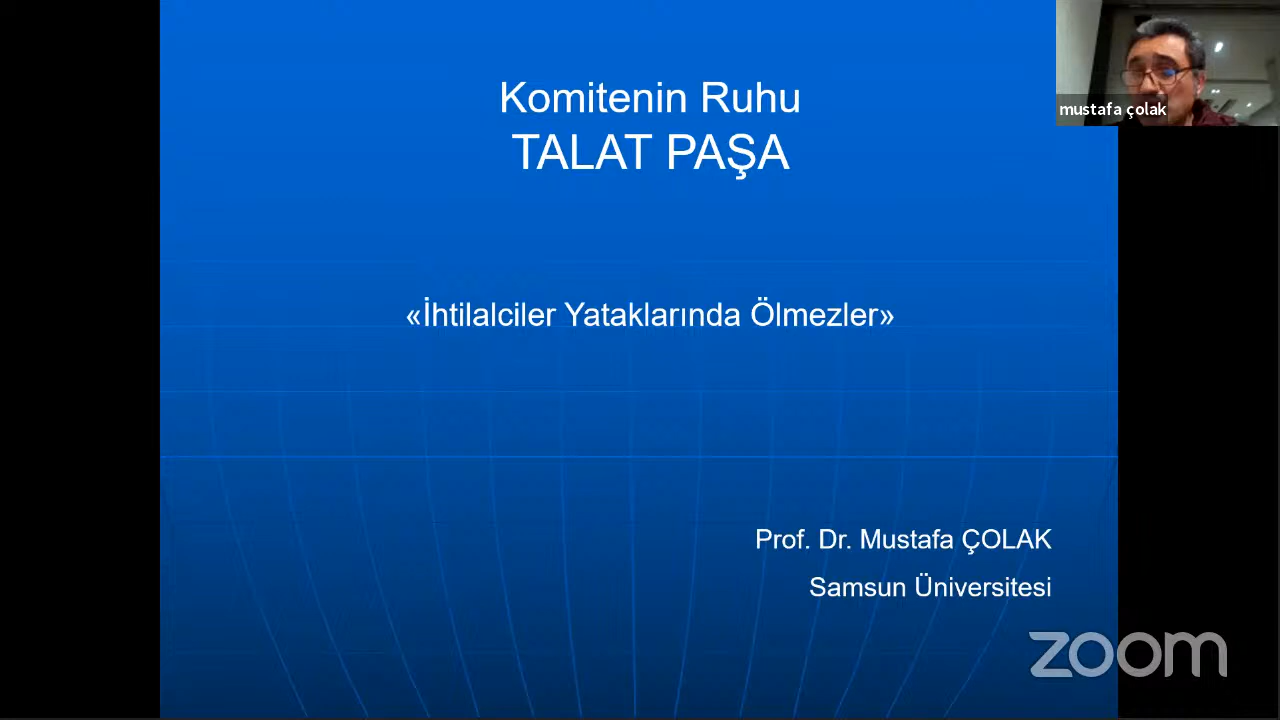 Komitenin Ruhu
TALAT PAŞA
«İhtilalciler Yataklarında Ölmezler»
Prof. Dr. Mustafa ÇOLAK
Samsun Üniversitesi
mustafa çolak
zoom